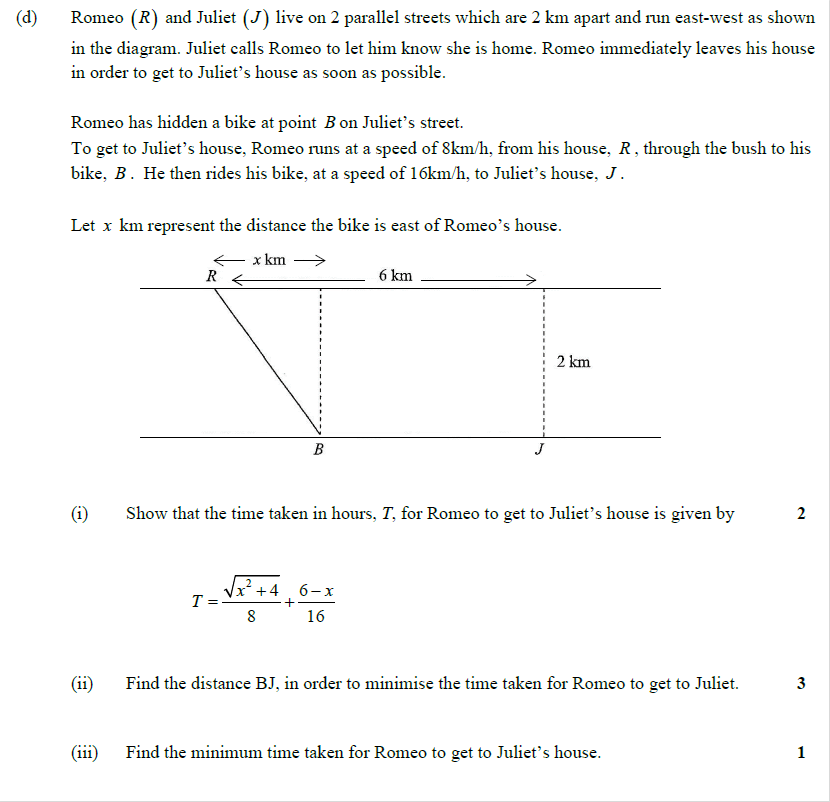 (d) Romeo (R) and Juliet (J) live on 2 parallel streets which are 2 km apart and run east-west as shown
in the diagram. Juliet calls Romeo to let him know she is home. Romeo immediately leaves his house
in order to get to Juliet's house as soon as possible.
Romeo has hidden a bike at point B on Juliet's street.
To get to Juliet's house, Romeo runs at a speed of 8km/h, from his house, R, through the bush to his
bike, B. He then rides his bike, at a speed of 16km/h, to Juliet's house, J.
Let x km represent the distance the bike is east of Romeo's house.
x km
R 6 km
2 km
B J
(i) Show that the time taken in hours, T, for Romeo to get to Juliet's house is given by 2
T = √(x² + 4)/8 + (6 – x)/16
(ii) Find the distance BJ, in order to minimise the time taken for Romeo to get to Juliet. 3
(iii) Find the minimum time taken for Romeo to get to Juliet's house. 1